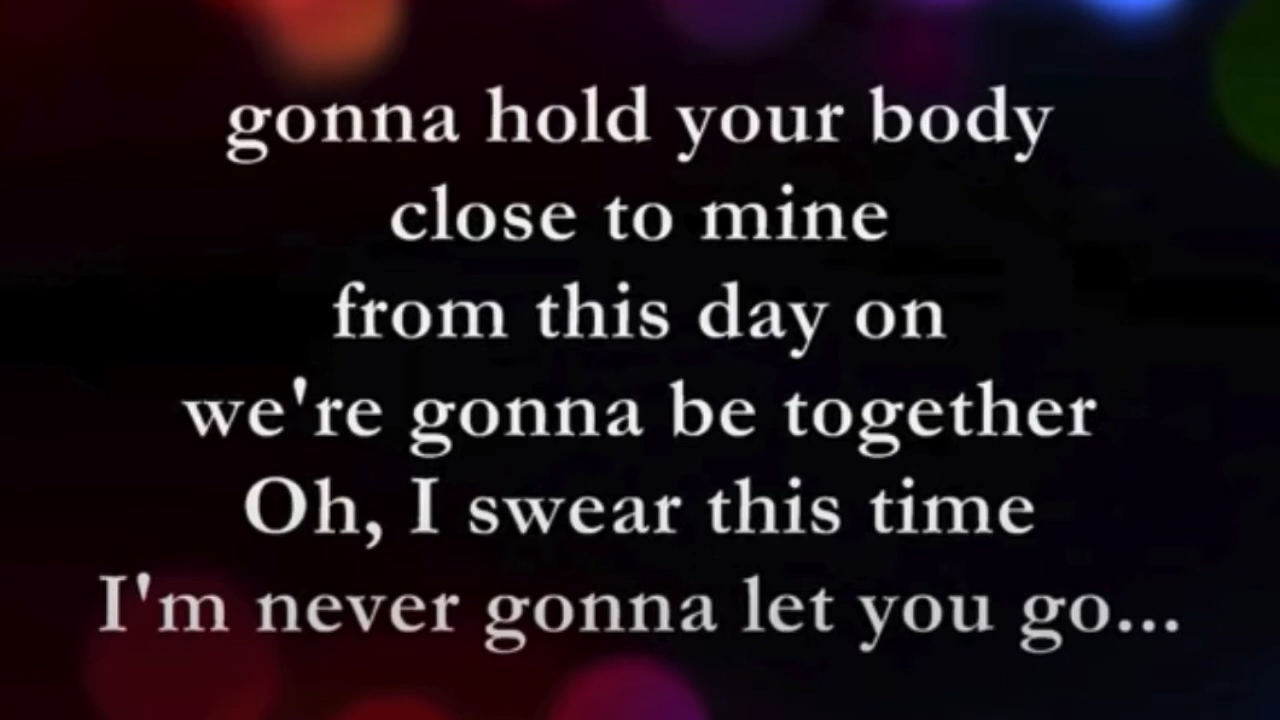 gonna hold your body
close to mine
from this day on
we're gonna be together
Oh, I swear this time
I'm never gonna let you go...